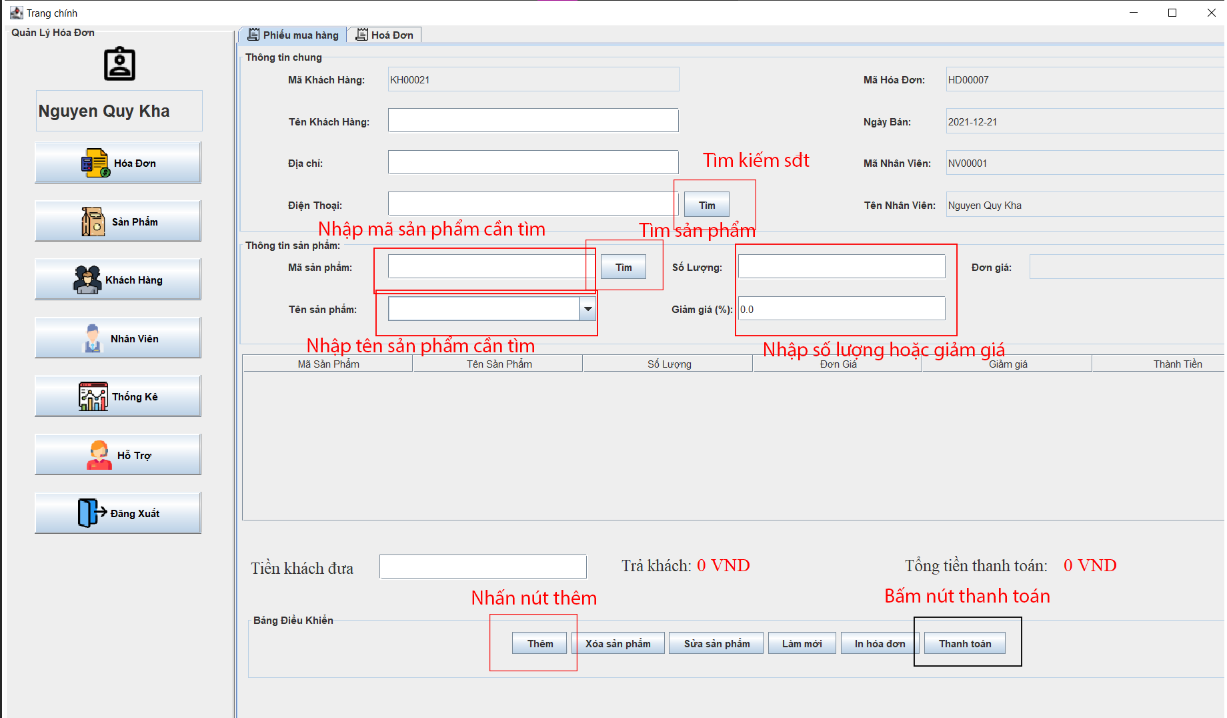 Trang chính
Quản Lý Hóa Đơn
Nguyen Quy Kha
Hóa Đơn
Sản Phẩm
Khách Hàng
Nhân Viên
Thống Kê
Hỗ Trợ
Đăng Xuất
Phiếu mua hàng
Hoá Đơn
Thông tin chung
Mã Khách Hàng: KH00021
Mã Hóa Đơn: HD00007
Tên Khách Hàng:
Ngày Bán: 2021-12-21
Địa chỉ:
Tìm kiếm sdt
Mã Nhân Viên: NV00001
Điện Thoại:
Tìm
Tên Nhân Viên: Nguyen Quy Kha
Nhập mã sản phẩm cần tìm
Tìm sản phẩm
Thông tin sản phẩm:
Mã sản phẩm:
Tìm
Số Lượng:
Đơn giá:
Tên sản phẩm:
Giảm giá (%): 0.0
Nhập tên sản phẩm cần tìm
Nhập số lượng hoặc giảm giá
Mã Sản Phẩm Tên Sản Phẩm Số Lượng Đơn Giá Giảm giá Thành Tiền
Tiền khách đưa
Trả khách: 0 VND
Tổng tiền thanh toán: 0 VND
Nhấn nút thêm
Bấm nút thanh toán
Bảng Điều Khiển
Thêm
Xóa sản phẩm
Sửa sản phẩm
Làm mới
In hóa đơn
Thanh toán